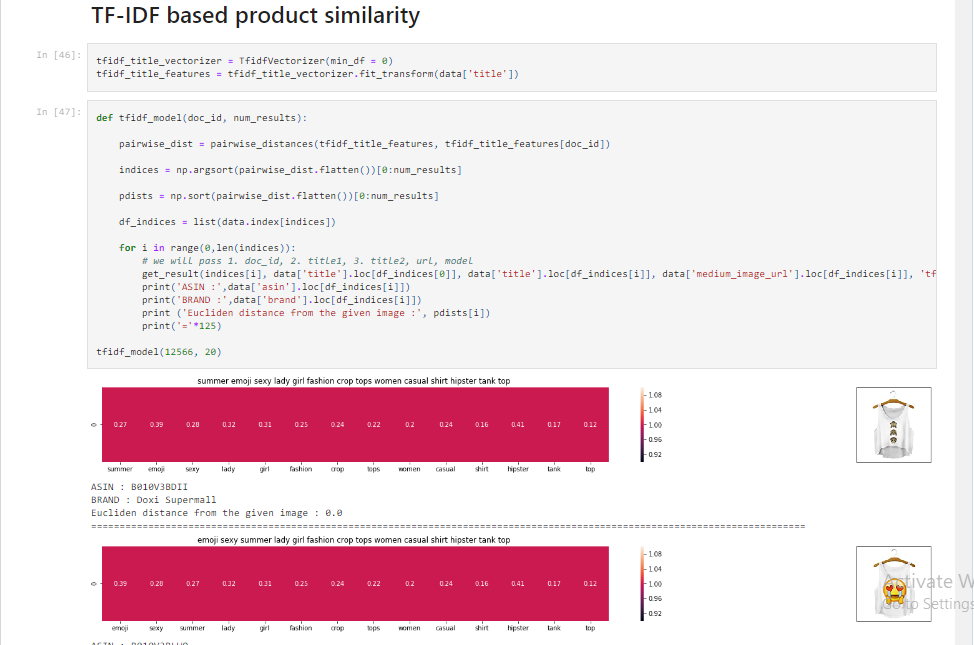 TF-IDF based product similarity
In [46]:
tfidf_title_vectorizer = TfidfVectorizer(min_df = 0)
tfidf_title_features = tfidf_title_vectorizer.fit_transform(data['title'])
In [47]:
def tfidf_model(doc_id, num_results):
pairwise_dist = pairwise_distances(tfidf_title_features, tfidf_title_features[doc_id])
indices = np.argsort(pairwise_dist.flatten())[0:num_results]
pdists = np.sort(pairwise_dist.flatten())[0:num_results]
df_indices = list(data.index[indices])
for i in range(0,len(indices)):
# we will pass 1. doc_id, 2. title1, 3. title2, url, model
get_result(indices[i], data['title'].loc[df_indices[0]], data['title'].loc[df_indices[i]], data['medium_image_url'].loc[df_indices[i]], 'tf
print('ASIN :',data['asin'].loc[df_indices[i]])
print('BRAND :',data['brand'].loc[df_indices[i]])
print ('Eucliden distance from the given image :', pdists[i])
print('='*125)
tfidf_model(12566, 20)
summer emoji sexy lady girl fashion crop tops women casual shirt hipster tank top
0 0.27 0.39 0.28 0.32 0.31 0.25 0.24 0.22 0.2 0.24 0.16 0.41 0.17 0.12
summer emoji sexy lady girl fashion crop tops women casual shirt hipster tank top
1.08
1.04
1.00
0.96
0.92
ASIN : B010V3BDII
BRAND : Doxi Supermall
Eucliden distance from the given image : 0.0
=============================================================================================================================
emoji sexy summer lady girl fashion crop tops women casual shirt hipster tank top
0 0.39 0.28 0.27 0.32 0.31 0.25 0.24 0.22 0.2 0.24 0.16 0.41 0.17 0.12
emoji sexy summer lady girl fashion crop tops women casual shirt hipster tank top
1.08
1.04
1.00
0.96
0.92
Activate W
Go to Settings
ASIN :